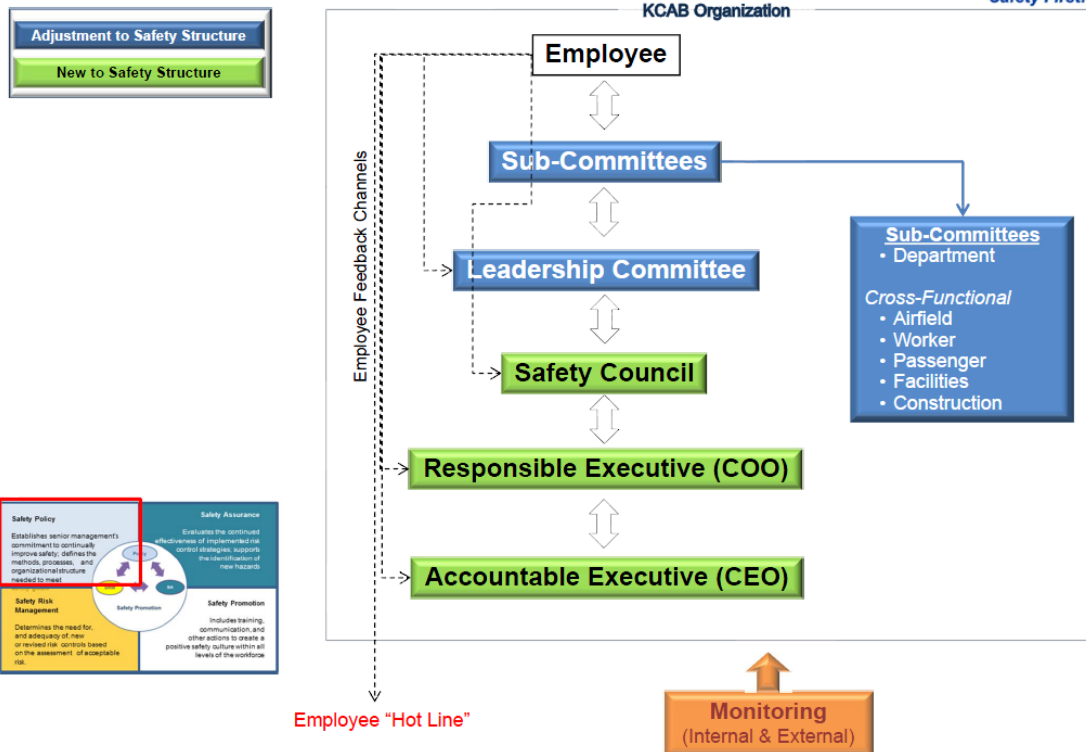 Safety First!
KCAB Organization
Adjustment to Safety Structure
New to Safety Structure
Employee
Employee Feedback Channels
Sub-Committees
Leadership Committee
Safety Council
Responsible Executive (COO)
Accountable Executive (CEO)
Sub-Committees
• Department
Cross-Functional
• Airfield
• Worker
• Passenger
• Facilities
• Construction
Safety Policy
Establishes senior management's
commitment to continually
improve safety; defines the
methods, processes, and
organizational structure
needed to meet
Safety Assurance
Evaluates the continued
effectiveness of implemented risk
control strategies; supports
the identification of
new hazards
Policy
SA
Safety Promotion
Safety Risk
Management
Determines the need for,
and adequacy of, new
or revised risk controls based
on the assessment of acceptable
risk.
Safety Promotion
Includes training,
communication, and
other actions to create a
positive safety culture within all
levels of the workforce
Employee “Hot Line”
Monitoring
(Internal & External)